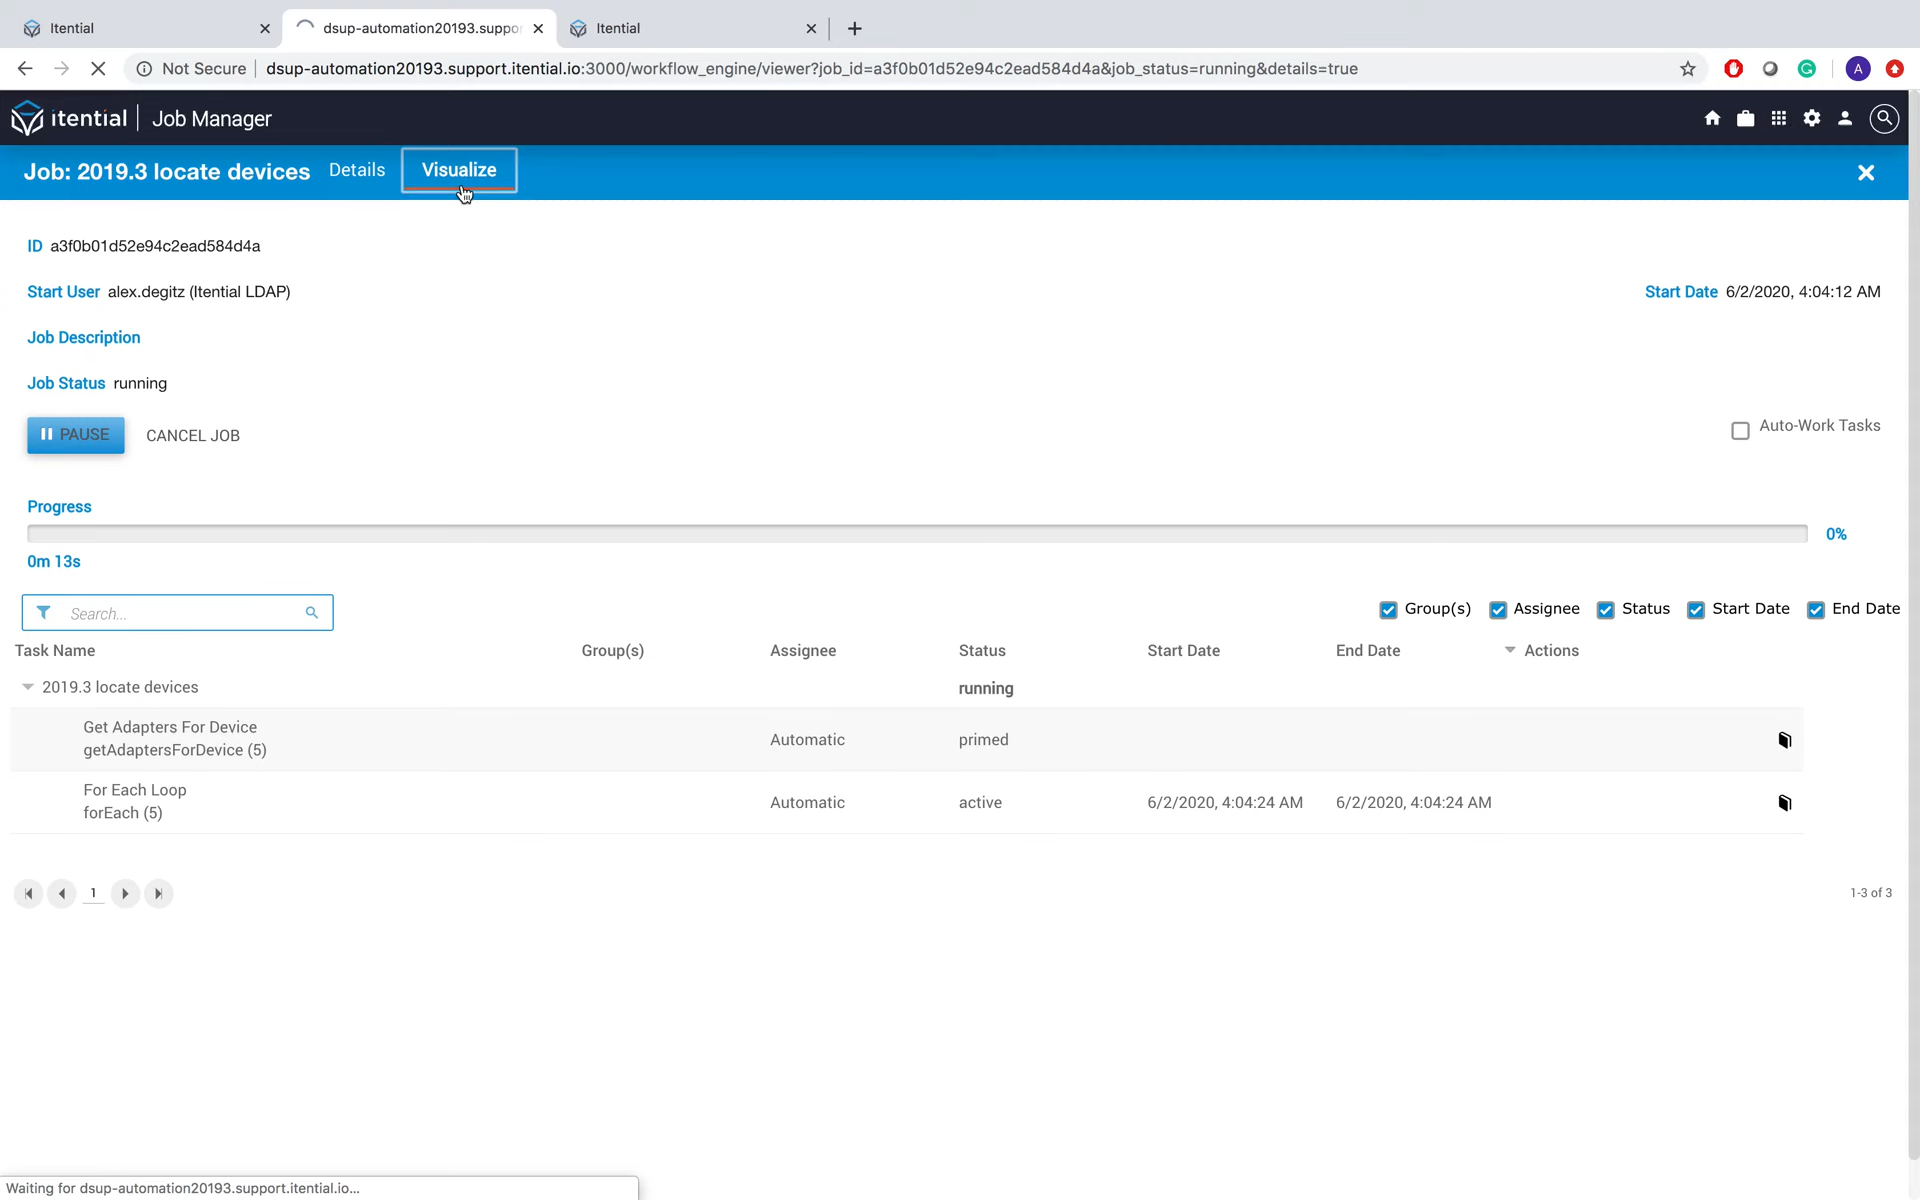 Itential
dsup-automation20193.suppo
Itential
Not Secure
dsup-automation20193.support.itential.io:3000/workflow_engine/viewer?job_id=a3f0b01d52e94c2ead584d4a&job_status=running&details=true
A
itential
Job Manager
Job: 2019.3 locate devices
Details
Visualize
ID a3f0b01d52e94c2ead584d4a
Start User alex.degitz (Itential LDAP)
Start Date 6/2/2020, 4:04:12 AM
Job Description
Job Status running
PAUSE
CANCEL JOB
Auto-Work Tasks
Progress
0%
0m 13s
Search...
Group(s)
Assignee
Status
Start Date
End Date
Task Name
Group(s)
Assignee
Status
Start Date
End Date
Actions
2019.3 locate devices
running
Get Adapters For Device
getAdaptersForDevice (5)
Automatic
primed
For Each Loop
forEach (5)
Automatic
active
6/2/2020, 4:04:24 AM
6/2/2020, 4:04:24 AM
1
1-3 of 3
Waiting for dsup-automation20193.support.itential.io...